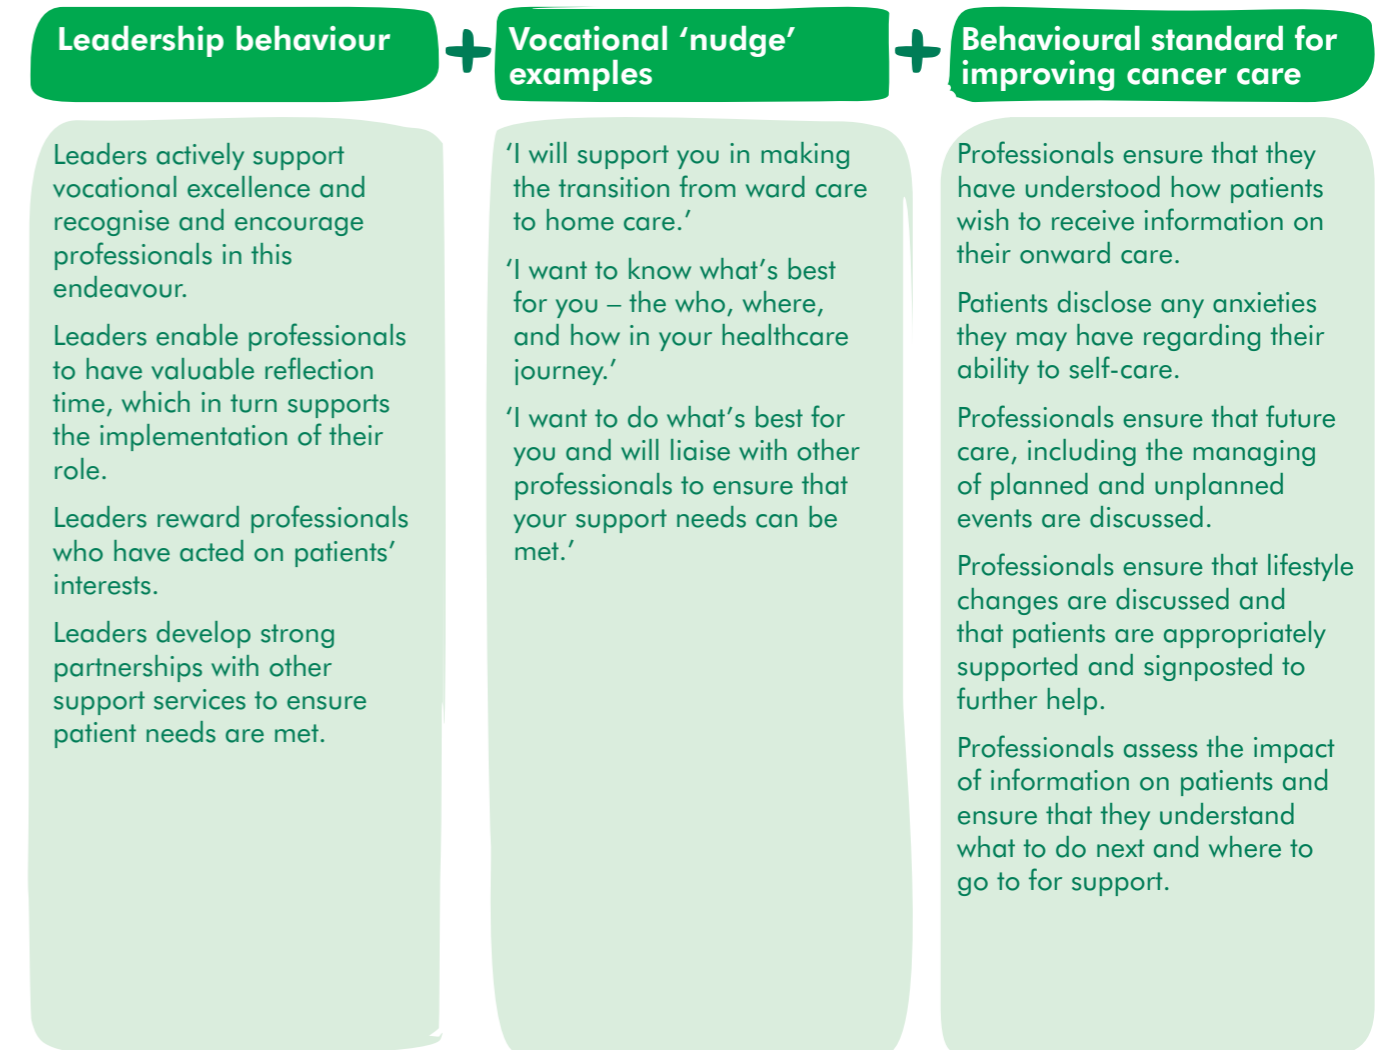 Leadership behaviour
+
Vocational ‘nudge’
examples
+
Behavioural standard for
improving cancer care
Leaders actively support
vocational excellence and
recognise and encourage
professionals in this
endeavour.
Leaders enable professionals
to have valuable reflection
time, which in turn supports
the implementation of their
role.
Leaders reward professionals
who have acted on patients’
interests.
Leaders develop strong
partnerships with other
support services to ensure
patient needs are met.
‘I will support you in making
the transition from ward care
to home care.’
‘I want to know what’s best
for you – the who, where,
and how in your healthcare
journey.’
‘I want to do what’s best for
you and will liaise with other
professionals to ensure that
your support needs can be
met.’
Professionals ensure that they
have understood how patients
wish to receive information on
their onward care.
Patients disclose any anxieties
they may have regarding their
ability to self-care.
Professionals ensure that future
care, including the managing
of planned and unplanned
events are discussed.
Professionals ensure that lifestyle
changes are discussed and
that patients are appropriately
supported and signposted to
further help.
Professionals assess the impact
of information on patients and
ensure that they understand
what to do next and where to
go to for support.